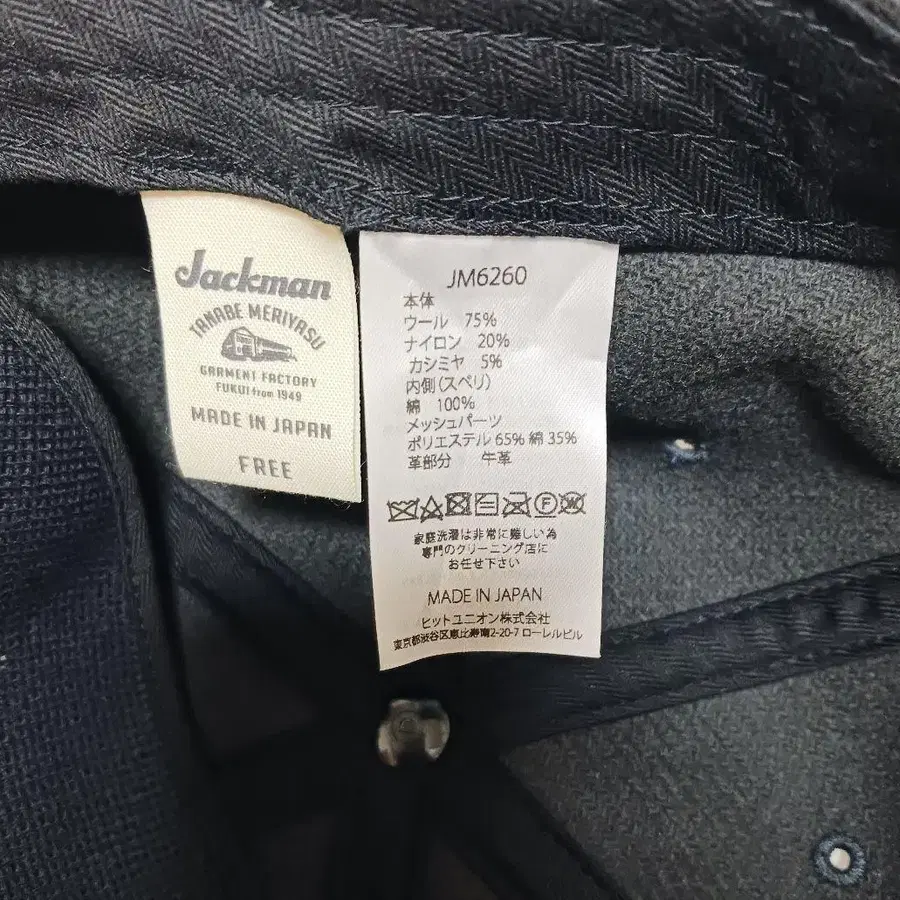 Jackman
TANABE MERIYASU
GARMENT FACTORY
FUKUI from 1949
MADE IN JAPAN
FREE
JM6260
本体
ウール 75%
ナイロン 20%
カシミヤ 5%
内側(スベリ)
綿 100%
メッシュパーツ
ポリエステル 65% 綿 35%
革部分 牛革
家庭洗濯は非常に難しい為
専門のクリーニング店に
お任せ下さい
MADE IN JAPAN
ヒットユニオン株式会社
東京都渋谷区恵比寿南2-20-7 ローレルビル